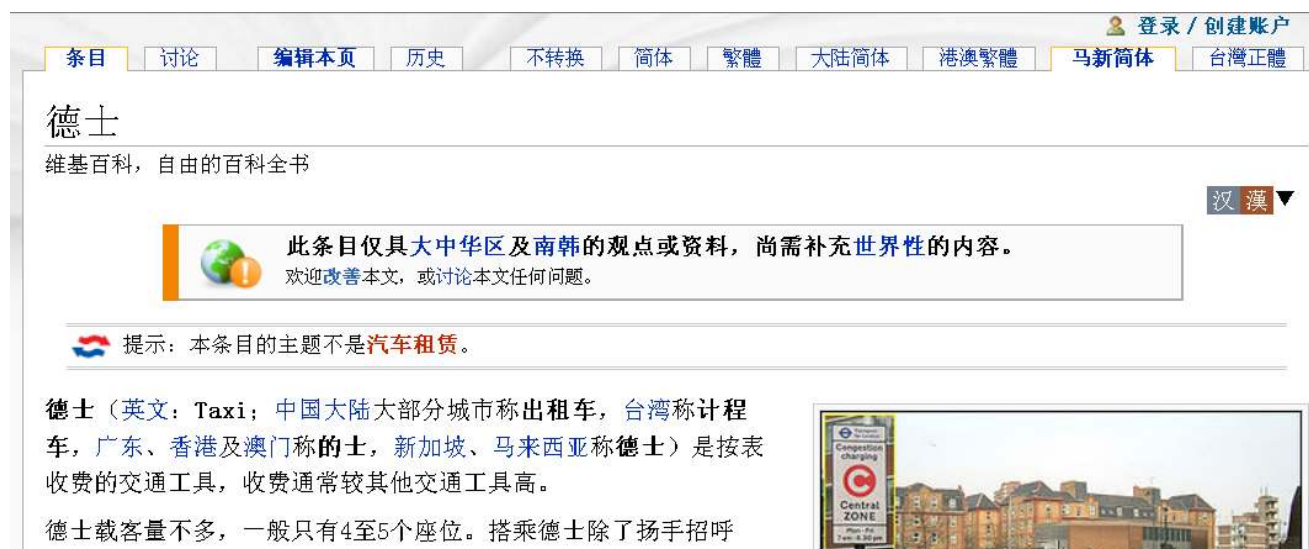 登录 / 创建账户
条目 讨论 编辑本页 历史 不转换 简体 繁體 大陆简体 港澳繁體 马新简体 台灣正體
德士
维基百科，自由的百科全书
汉 漢▼
此条目仅具大中华区及南韩的观点或资料，尚需补充世界性的内容。
欢迎改善本文，或讨论本文任何问题。
提示：本条目的主题不是汽车租赁。
德士（英文：Taxi；中国大陆大部分城市称出租车，台湾称计程
车，广东、香港及澳门称的士，新加坡、马来西亚称德士）是按表
收费的交通工具，收费通常较其他交通工具高。
德士载客量不多，一般只有4至5个座位。搭乘德士除了扬手招呼
Congestion
charging
C
Central
ZONE